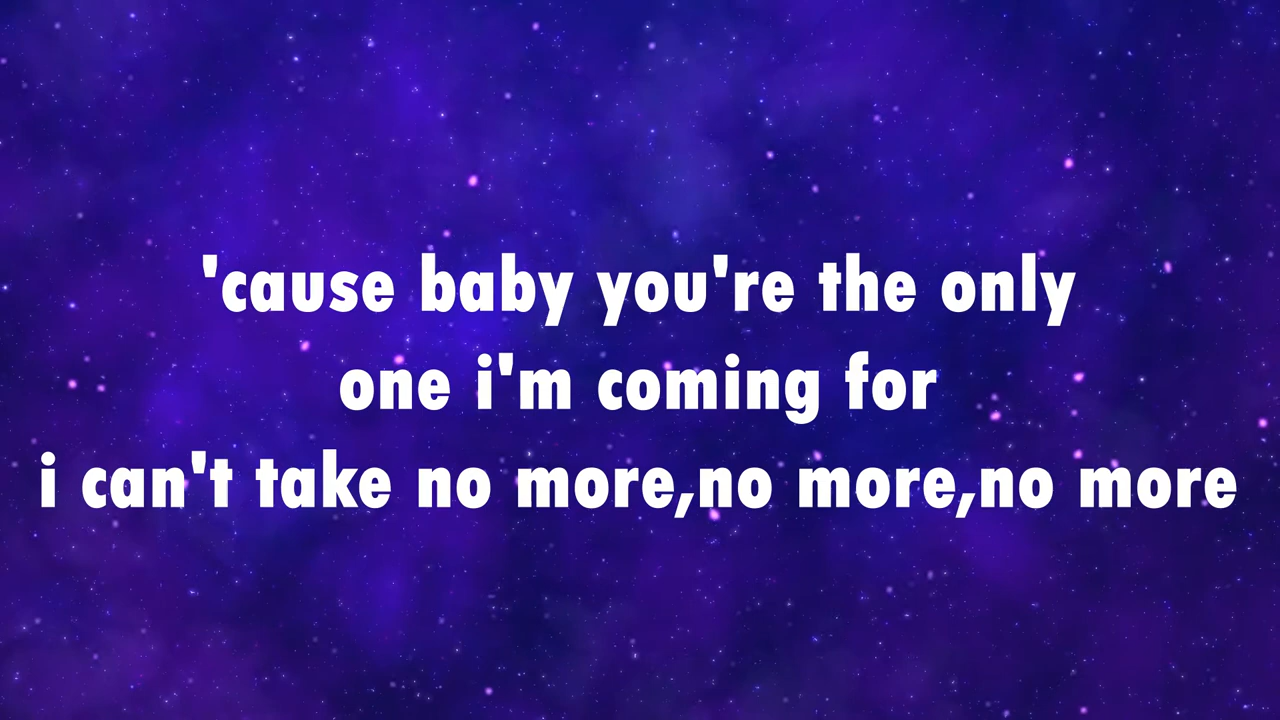 'cause baby you're the only
one i'm coming for
i can't take no more,no more,no more